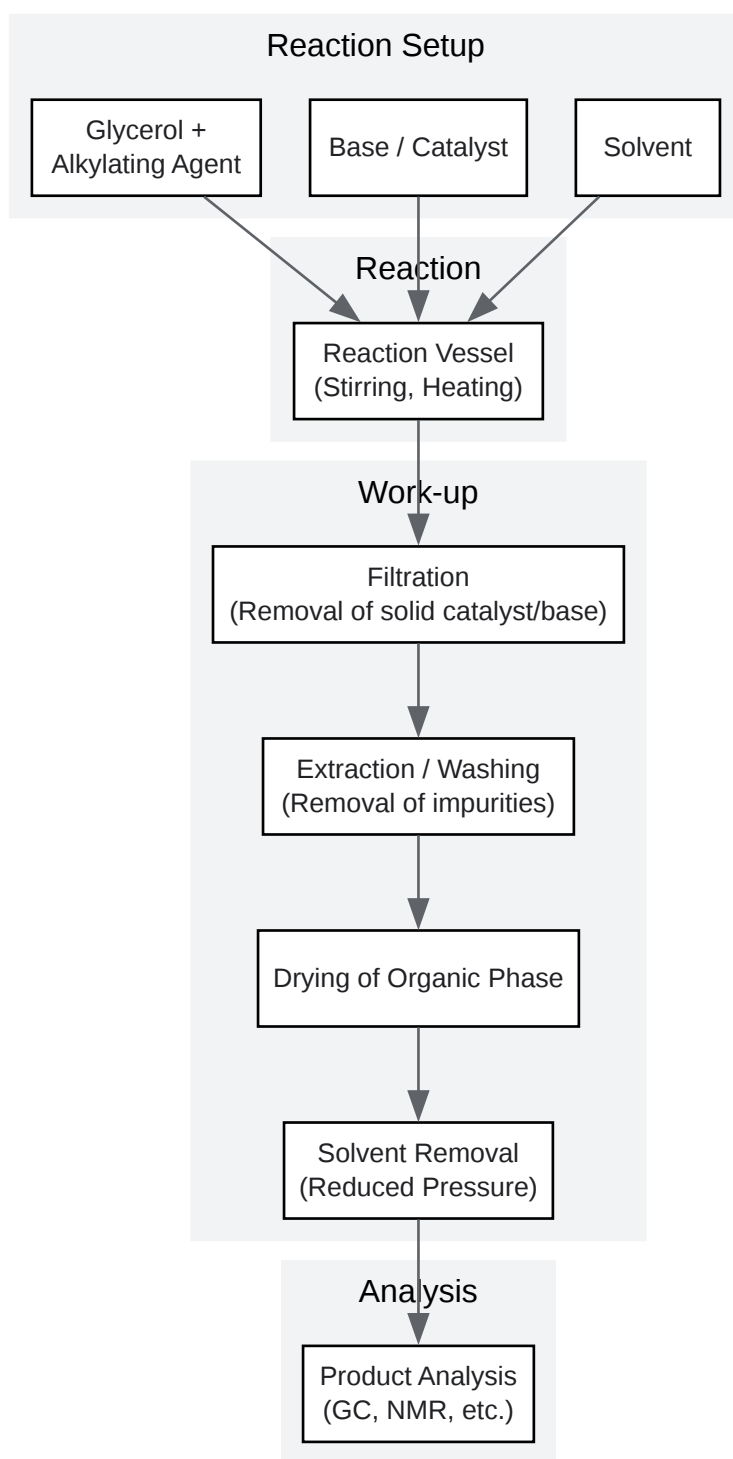 Reaction Setup
Glycerol +
Alkylating Agent
Base / Catalyst
Solvent
Reaction
Reaction Vessel
(Stirring, Heating)
Work-up
Filtration
(Removal of solid catalyst/base)
Extraction / Washing
(Removal of impurities)
Drying of Organic Phase
Solvent Removal
(Reduced Pressure)
Analysis
Product Analysis
(GC, NMR, etc.)